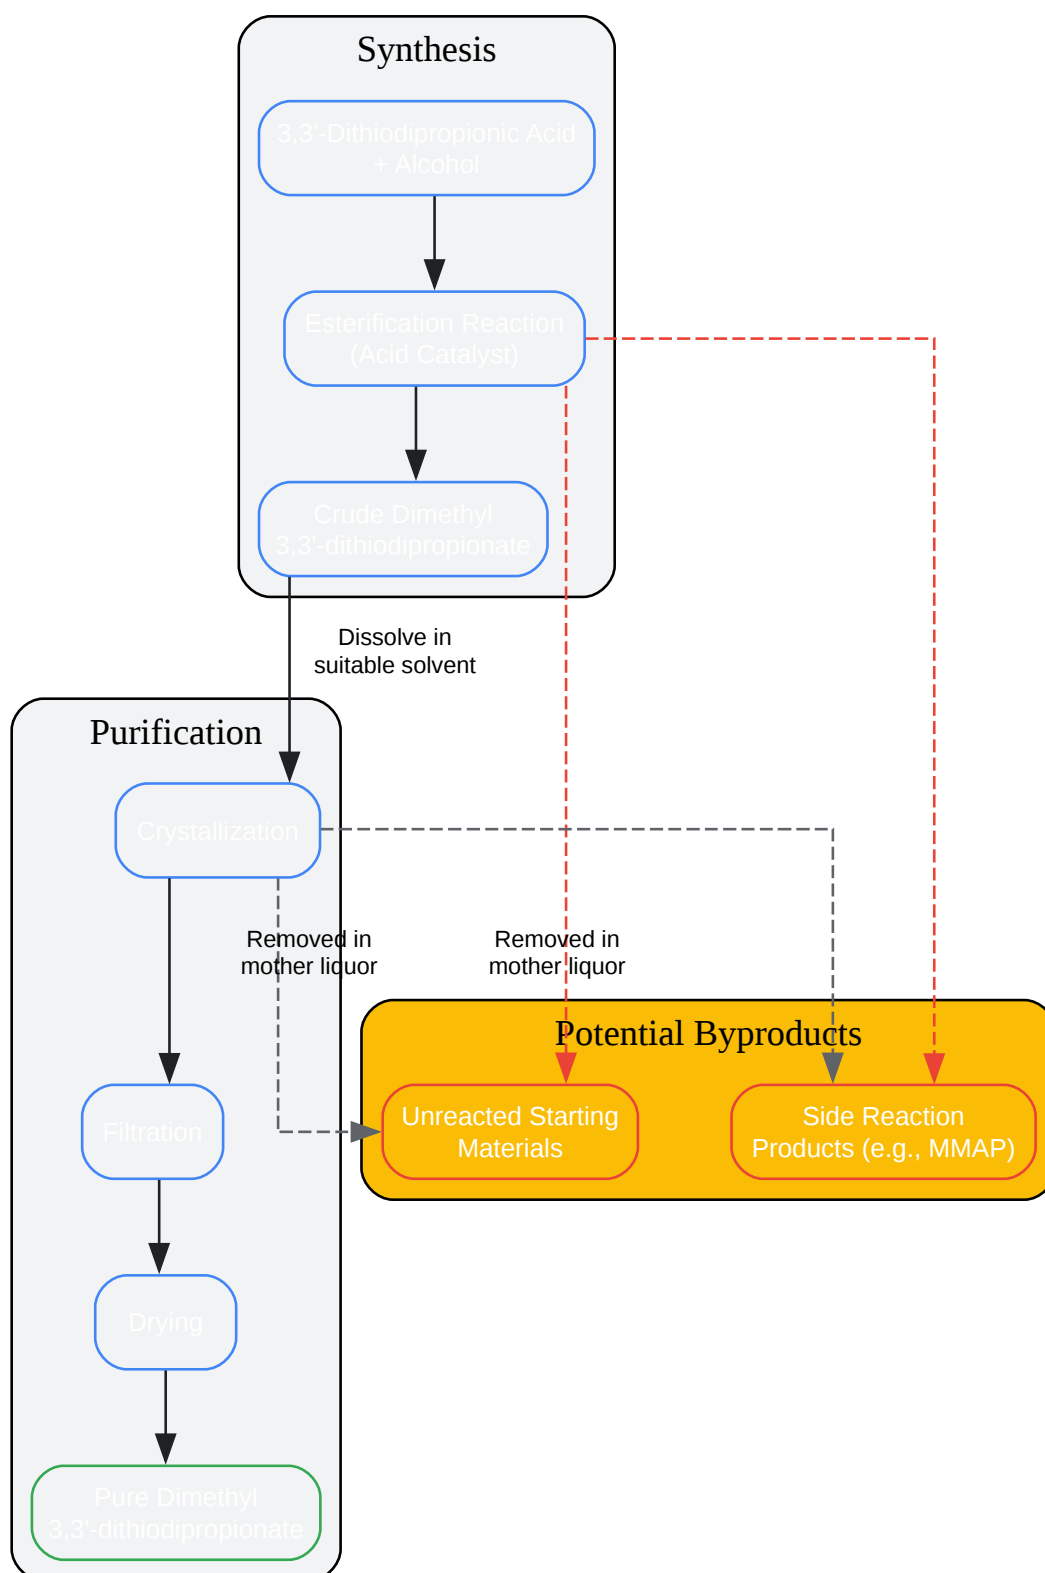 Synthesis
3,3'-Dithiodipropionic Acid
+ Alcohol
Esterification Reaction
(Acid Catalyst)
Crude Dimethyl
3,3'-dithiodipropionate
Dissolve in
suitable solvent
Purification
Crystallization
Removed in
mother liquor
Removed in
mother liquor
Potential Byproducts
Unreacted Starting
Materials
Side Reaction
Products (e.g., MMAP)
Filtration
Drying
Pure Dimethyl
3,3'-dithiodipropionate